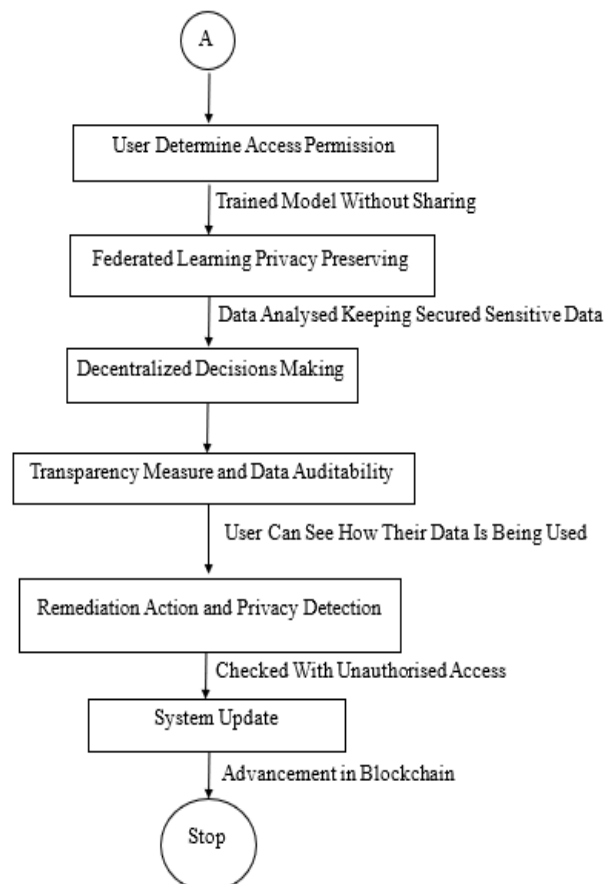 A
User Determine Access Permission
Trained Model Without Sharing
Federated Learning Privacy Preserving
Data Analysed Keeping Secured Sensitive Data
Decentralized Decisions Making
Transparency Measure and Data Auditability
User Can See How Their Data Is Being Used
Remediation Action and Privacy Detection
Checked With Unauthorised Access
System Update
Advancement in Blockchain
Stop